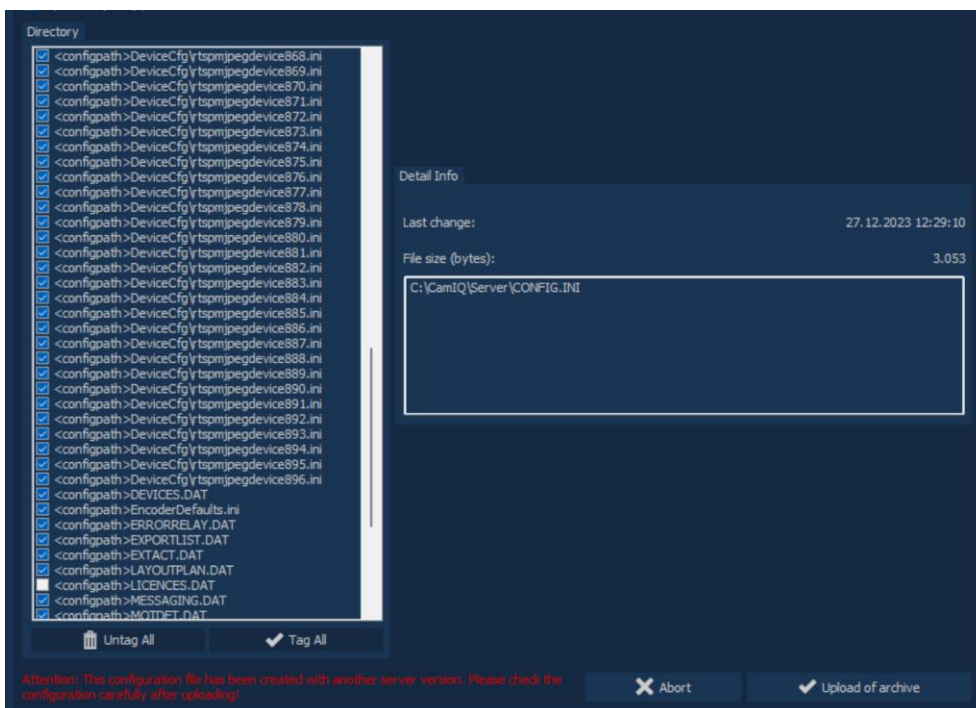 Directory
<configpath>DeviceCfg\rtspmjpegdevice868.ini
<configpath>DeviceCfg\rtspmjpegdevice869.ini
<configpath>DeviceCfg\rtspmjpegdevice870.ini
<configpath>DeviceCfg\rtspmjpegdevice871.ini
<configpath>DeviceCfg\rtspmjpegdevice872.ini
<configpath>DeviceCfg\rtspmjpegdevice873.ini
<configpath>DeviceCfg\rtspmjpegdevice874.ini
<configpath>DeviceCfg\rtspmjpegdevice875.ini
<configpath>DeviceCfg\rtspmjpegdevice876.ini
<configpath>DeviceCfg\rtspmjpegdevice877.ini
<configpath>DeviceCfg\rtspmjpegdevice878.ini
<configpath>DeviceCfg\rtspmjpegdevice879.ini
<configpath>DeviceCfg\rtspmjpegdevice880.ini
<configpath>DeviceCfg\rtspmjpegdevice881.ini
<configpath>DeviceCfg\rtspmjpegdevice882.ini
<configpath>DeviceCfg\rtspmjpegdevice883.ini
<configpath>DeviceCfg\rtspmjpegdevice884.ini
<configpath>DeviceCfg\rtspmjpegdevice885.ini
<configpath>DeviceCfg\rtspmjpegdevice886.ini
<configpath>DeviceCfg\rtspmjpegdevice887.ini
<configpath>DeviceCfg\rtspmjpegdevice888.ini
<configpath>DeviceCfg\rtspmjpegdevice889.ini
<configpath>DeviceCfg\rtspmjpegdevice890.ini
<configpath>DeviceCfg\rtspmjpegdevice891.ini
<configpath>DeviceCfg\rtspmjpegdevice892.ini
<configpath>DeviceCfg\rtspmjpegdevice893.ini
<configpath>DeviceCfg\rtspmjpegdevice894.ini
<configpath>DeviceCfg\rtspmjpegdevice895.ini
<configpath>DeviceCfg\rtspmjpegdevice896.ini
<configpath>DEVICES.DAT
<configpath>EncoderDefaults.ini
<configpath>ERRORRELAY.DAT
<configpath>EXPORTLIST.DAT
<configpath>EXTACT.DAT
<configpath>LAYOUTPLAN.DAT
<configpath>LICENCES.DAT
<configpath>MESSAGING.DAT
<configpath>MOTDET.DAT
Untag All
Tag All
Detail Info
Last change: 27.12.2023 12:29:10
File size (bytes): 3.053
C:\CamIQ\Server\CONFIG.INI
Attention: This configuration file has been created with another server version. Please check the
configuration carefully after uploading!
Abort
Upload of archive